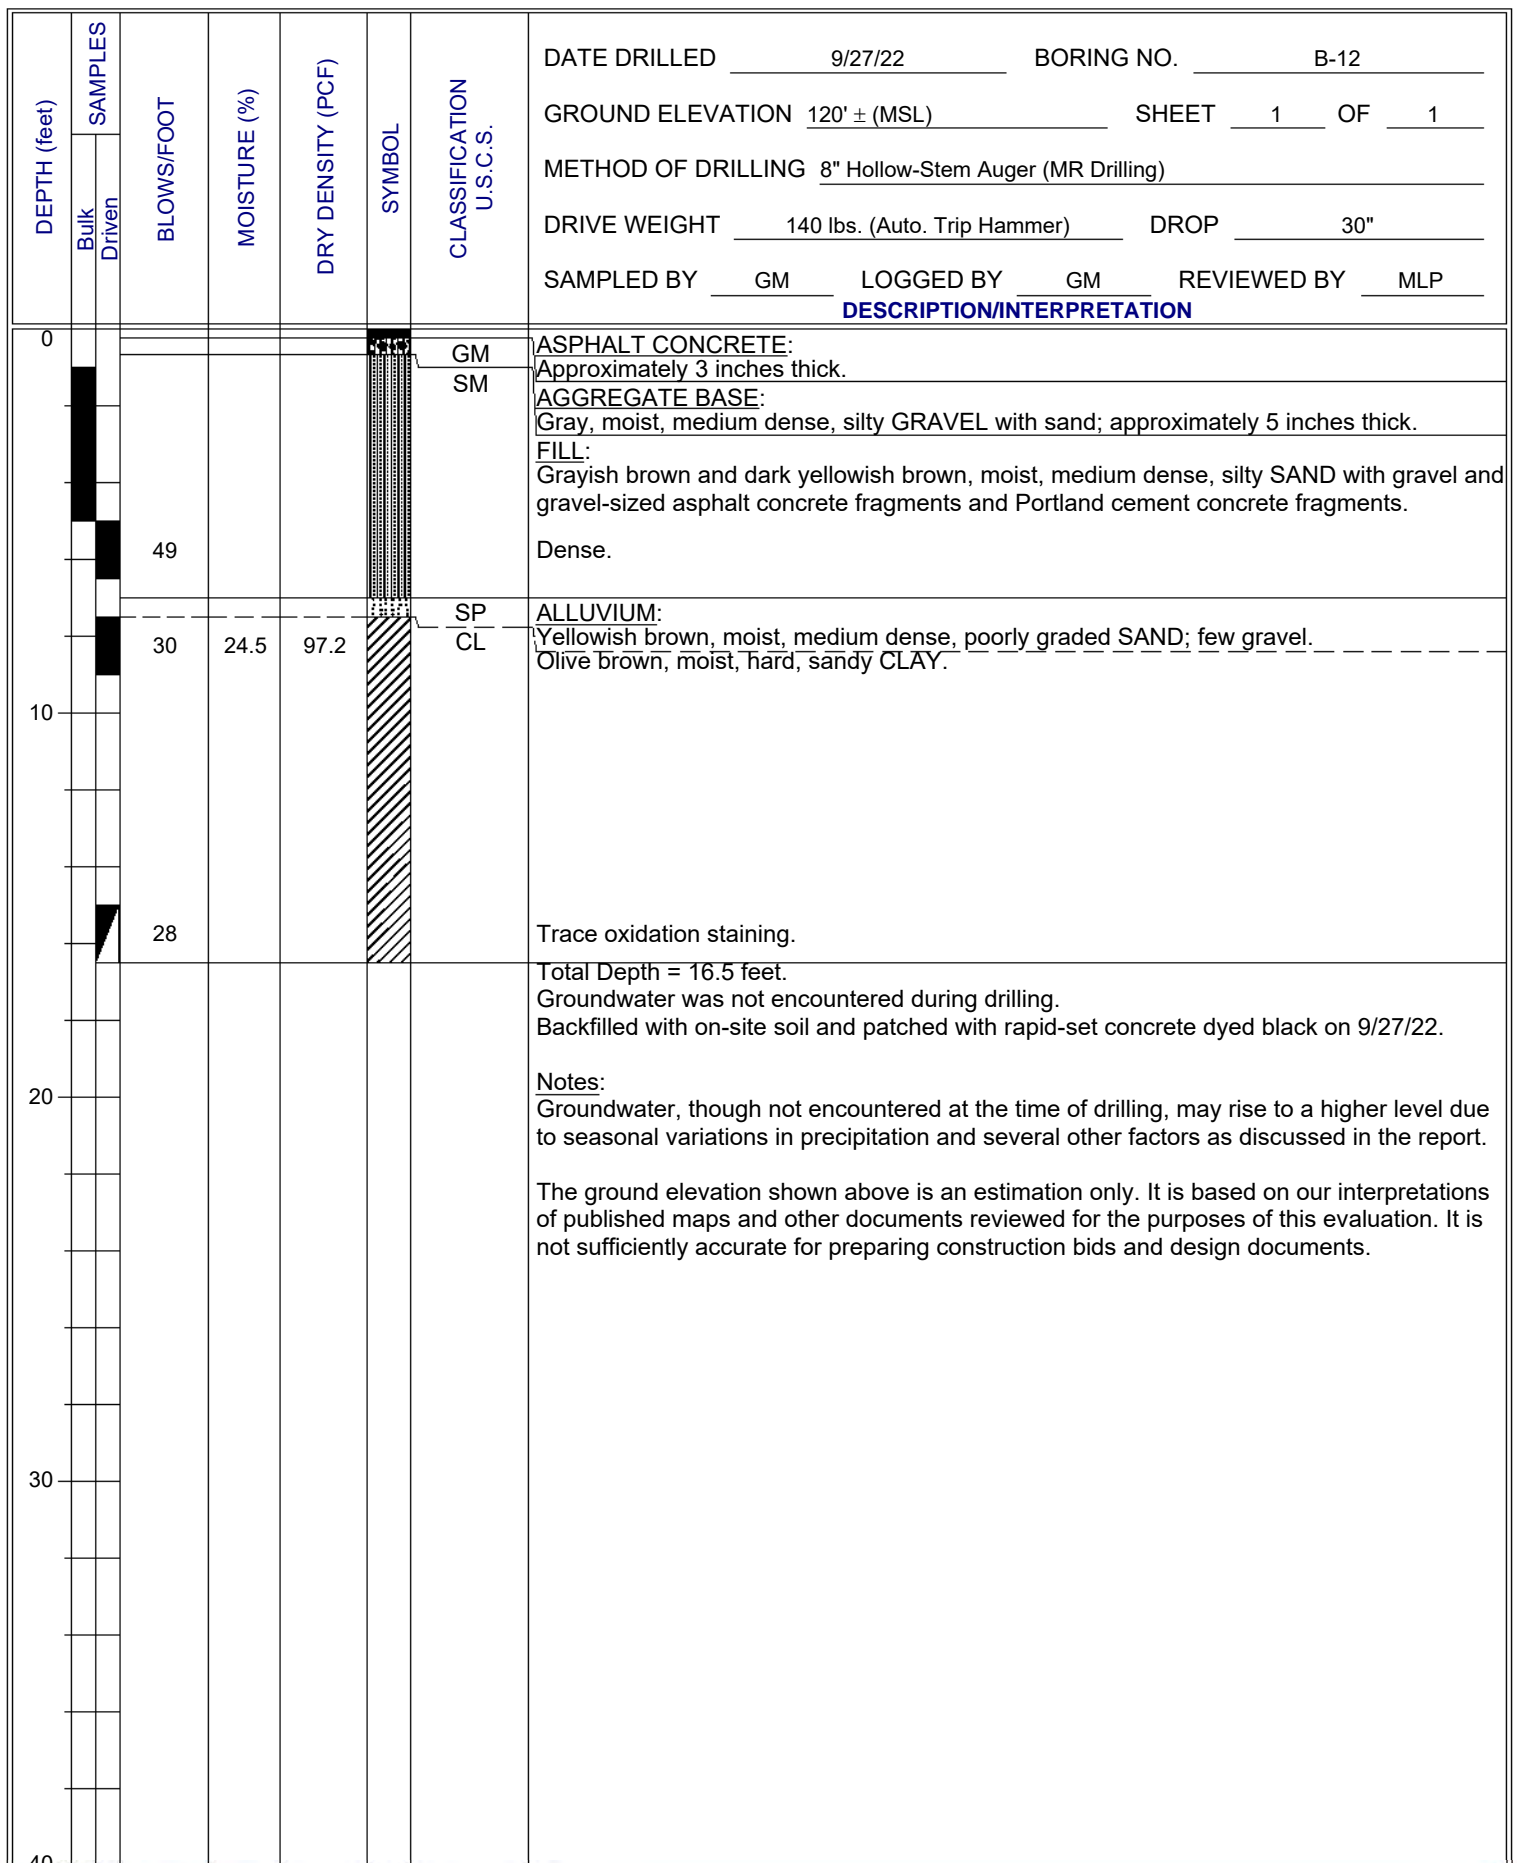 DEPTH (feet)
SAMPLES
Bulk
Driven
BLOWS/FOOT
MOISTURE (%)
DRY DENSITY (PCF)
SYMBOL
CLASSIFICATION
U.S.C.S.
DATE DRILLED 9/27/22 BORING NO. B-12
GROUND ELEVATION 120' ± (MSL) SHEET 1 OF 1
METHOD OF DRILLING 8" Hollow-Stem Auger (MR Drilling)
DRIVE WEIGHT 140 lbs. (Auto. Trip Hammer) DROP 30"
SAMPLED BY GM LOGGED BY GM REVIEWED BY MLP
DESCRIPTION/INTERPRETATION
0
GM
SM
ASPHALT CONCRETE:
Approximately 3 inches thick.
AGGREGATE BASE:
Gray, moist, medium dense, silty GRAVEL with sand; approximately 5 inches thick.
FILL:
Grayish brown and dark yellowish brown, moist, medium dense, silty SAND with gravel and
gravel-sized asphalt concrete fragments and Portland cement concrete fragments.
49 Dense.
SP ALLUVIUM:
Yellowish brown, moist, medium dense, poorly graded SAND; few gravel.
30 24.5 97.2 CL
Olive brown, moist, hard, sandy CLAY.
10
28 Trace oxidation staining.
Total Depth = 16.5 feet.
Groundwater was not encountered during drilling.
Backfilled with on-site soil and patched with rapid-set concrete dyed black on 9/27/22.
Notes:
20
Groundwater, though not encountered at the time of drilling, may rise to a higher level due
to seasonal variations in precipitation and several other factors as discussed in the report.
The ground elevation shown above is an estimation only. It is based on our interpretations
of published maps and other documents reviewed for the purposes of this evaluation. It is
not sufficiently accurate for preparing construction bids and design documents.
30
40